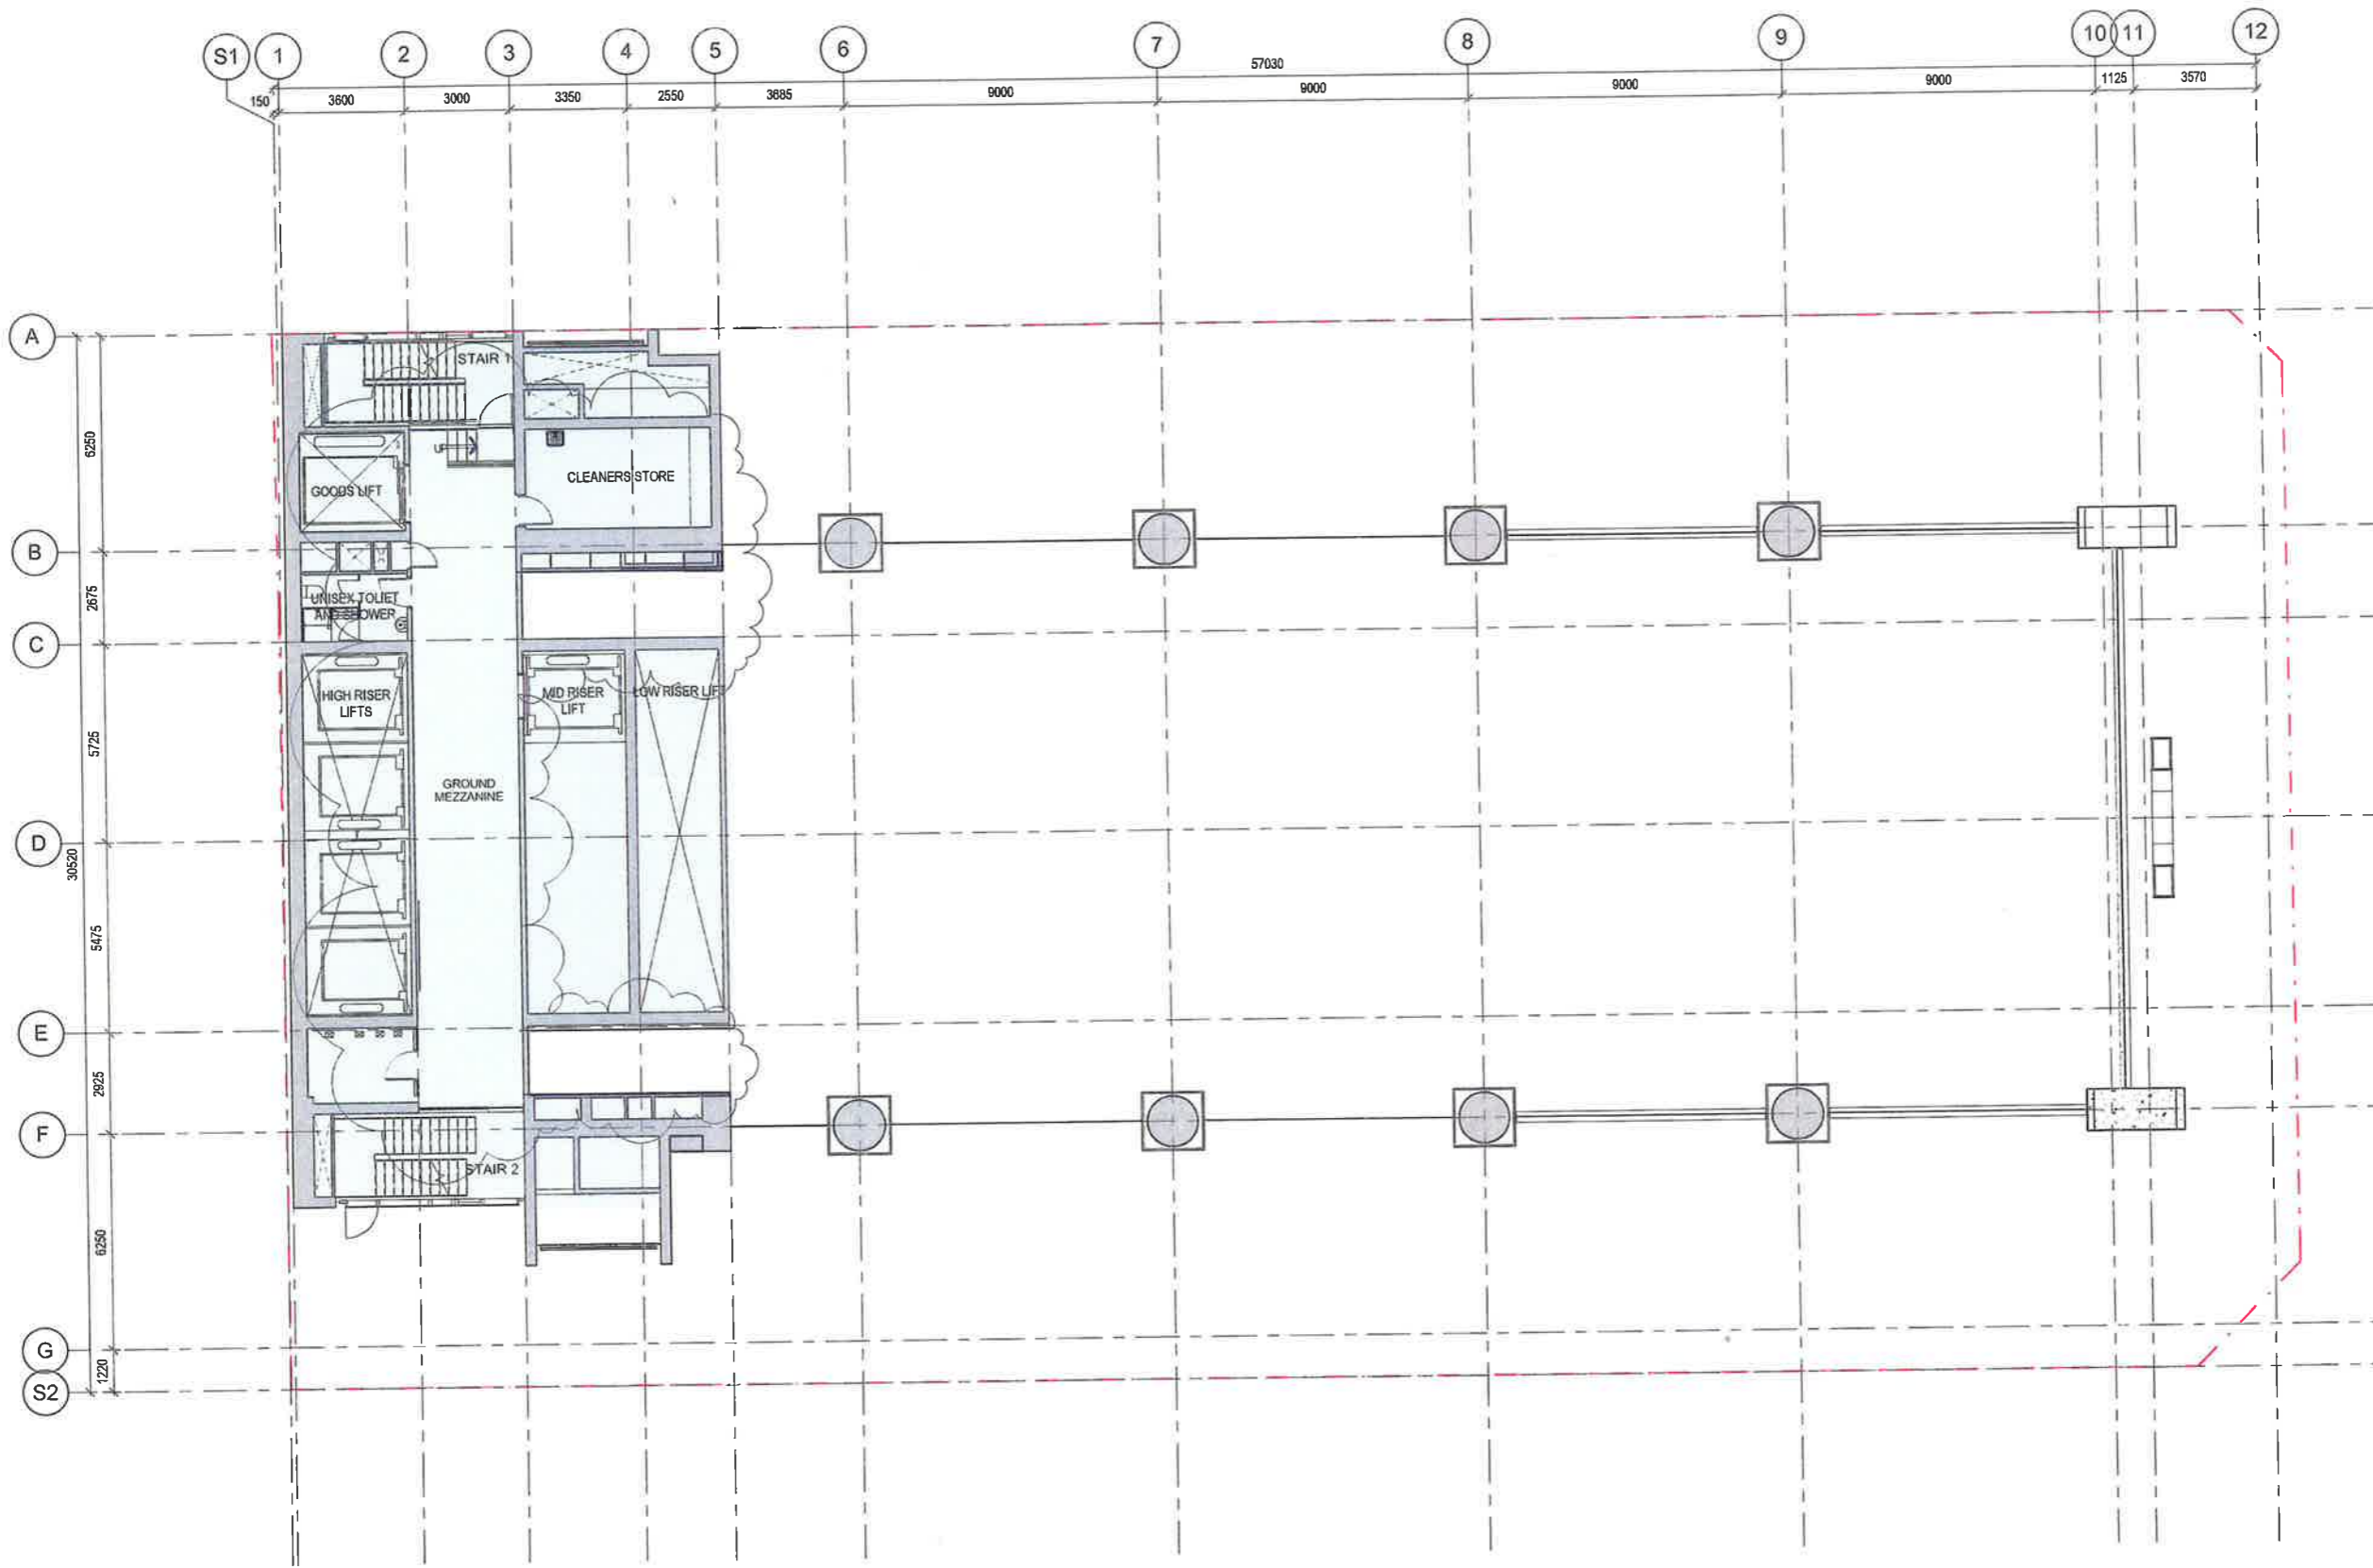 S1 1 2 3 4 5 6 7 8 9 10 11 12
57030
150 3600 3000 3350 2550 3685 9000 9000 9000 9000 1125 3570
A
STAIR 1
6250
CLEANERS STORE
GOODS LIFT
B
2675
UNISEX TOLIET
AND SHOWER
C
HIGH RISER
LIFTS
MID RISER
LIFT
LOW RISER LIFT
5725
GROUND
MEZZANINE
D
30520
5475
E
2925
F
STAIR 2
6250
G
1220
S2